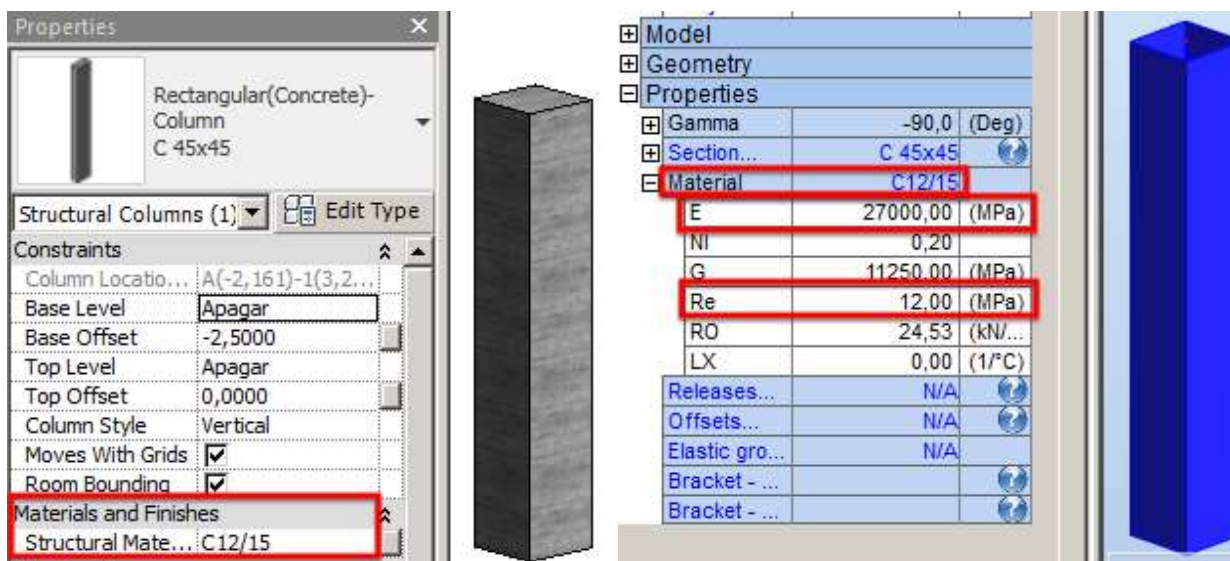 Properties
Rectangular(Concrete)-
Column
C 45x45
Structural Columns (1)
Edit Type
Constraints
Column Locatio... A(-2,161)-1(3,2...
Base Level Apagar
Base Offset -2,5000
Top Level Apagar
Top Offset 0,0000
Column Style Vertical
Moves With Grids
Room Bounding
Materials and Finishes
Structural Mate... C12/15
Model
Geometry
Properties
Gamma -90,0 (Deg)
Section... C 45x45
Material C12/15
E 27000,00 (MPa)
NI 0,20
G 11250,00 (MPa)
Re 12,00 (MPa)
RO 24,53 (kN/...
LX 0,00 (1/°C)
Releases... N/A
Offsets... N/A
Elastic gro... N/A
Bracket - ...
Bracket - ...